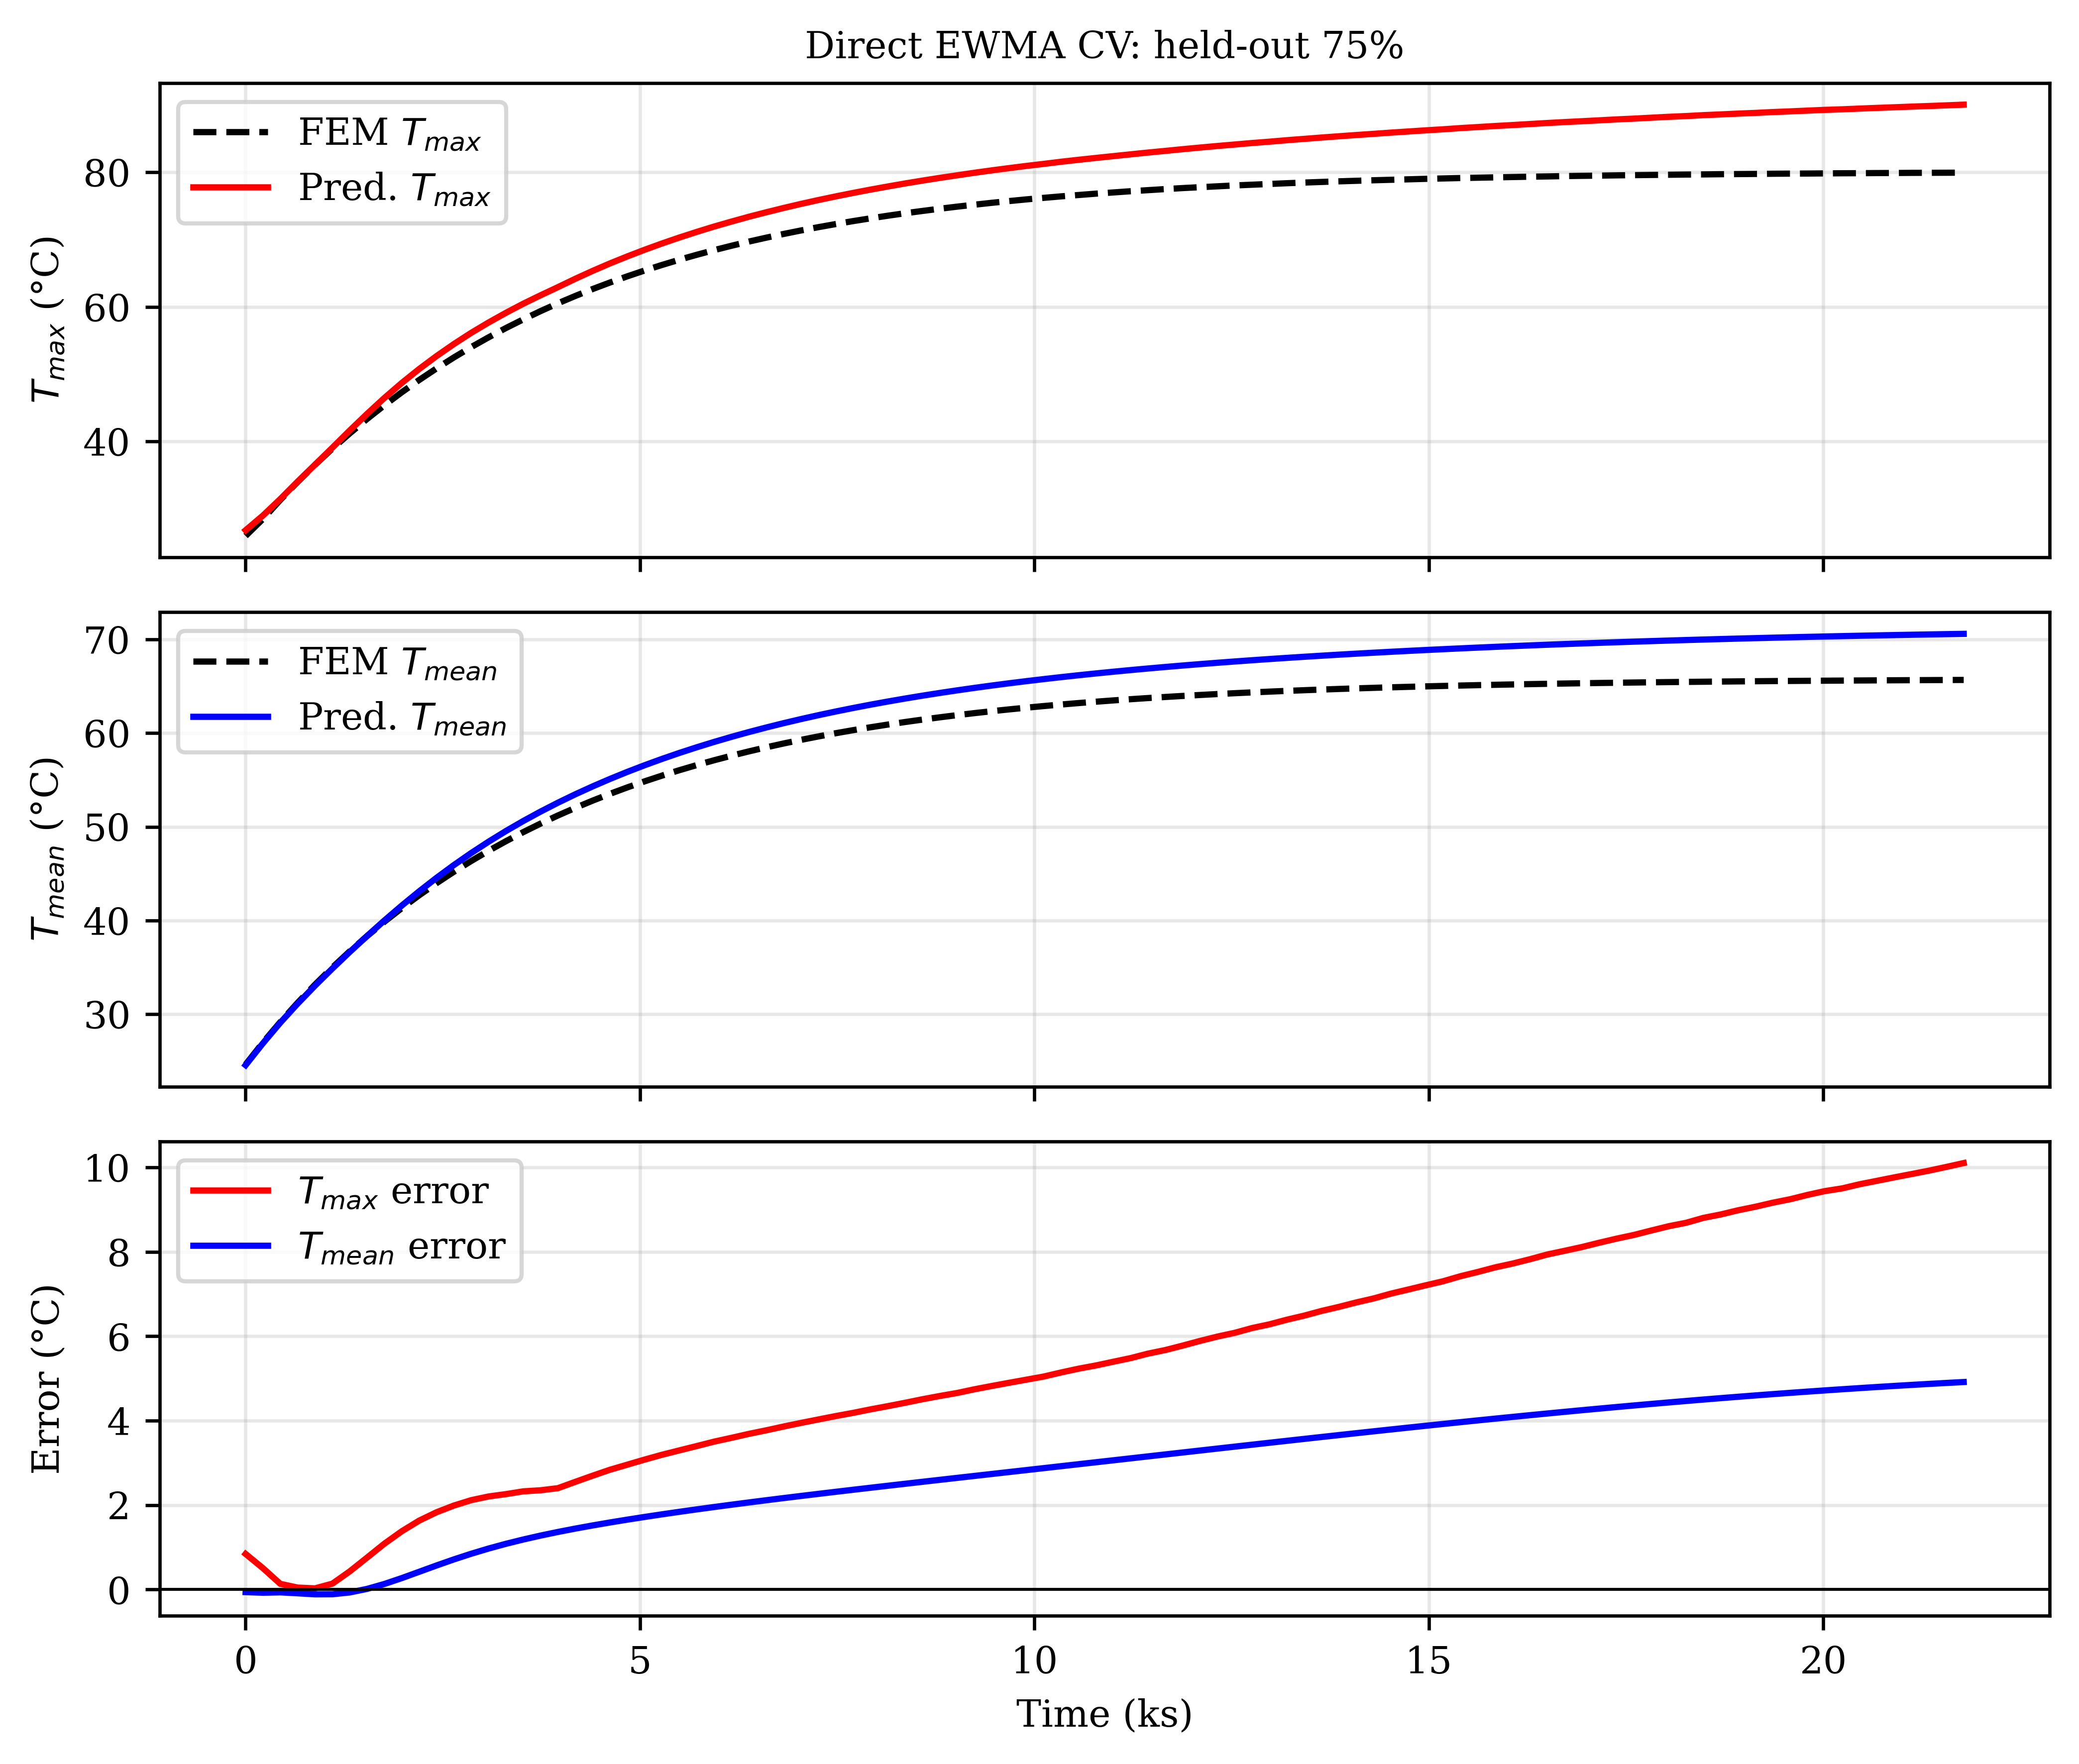 Direct EWMA CV: held-out 75%
FEM T_max
Pred. T_max
T_max (°C)
80
60
40
FEM T_mean
Pred. T_mean
T_mean (°C)
70
60
50
40
30
T_max error
T_mean error
Error (°C)
10
8
6
4
2
0
0 5 10 15 20
Time (ks)